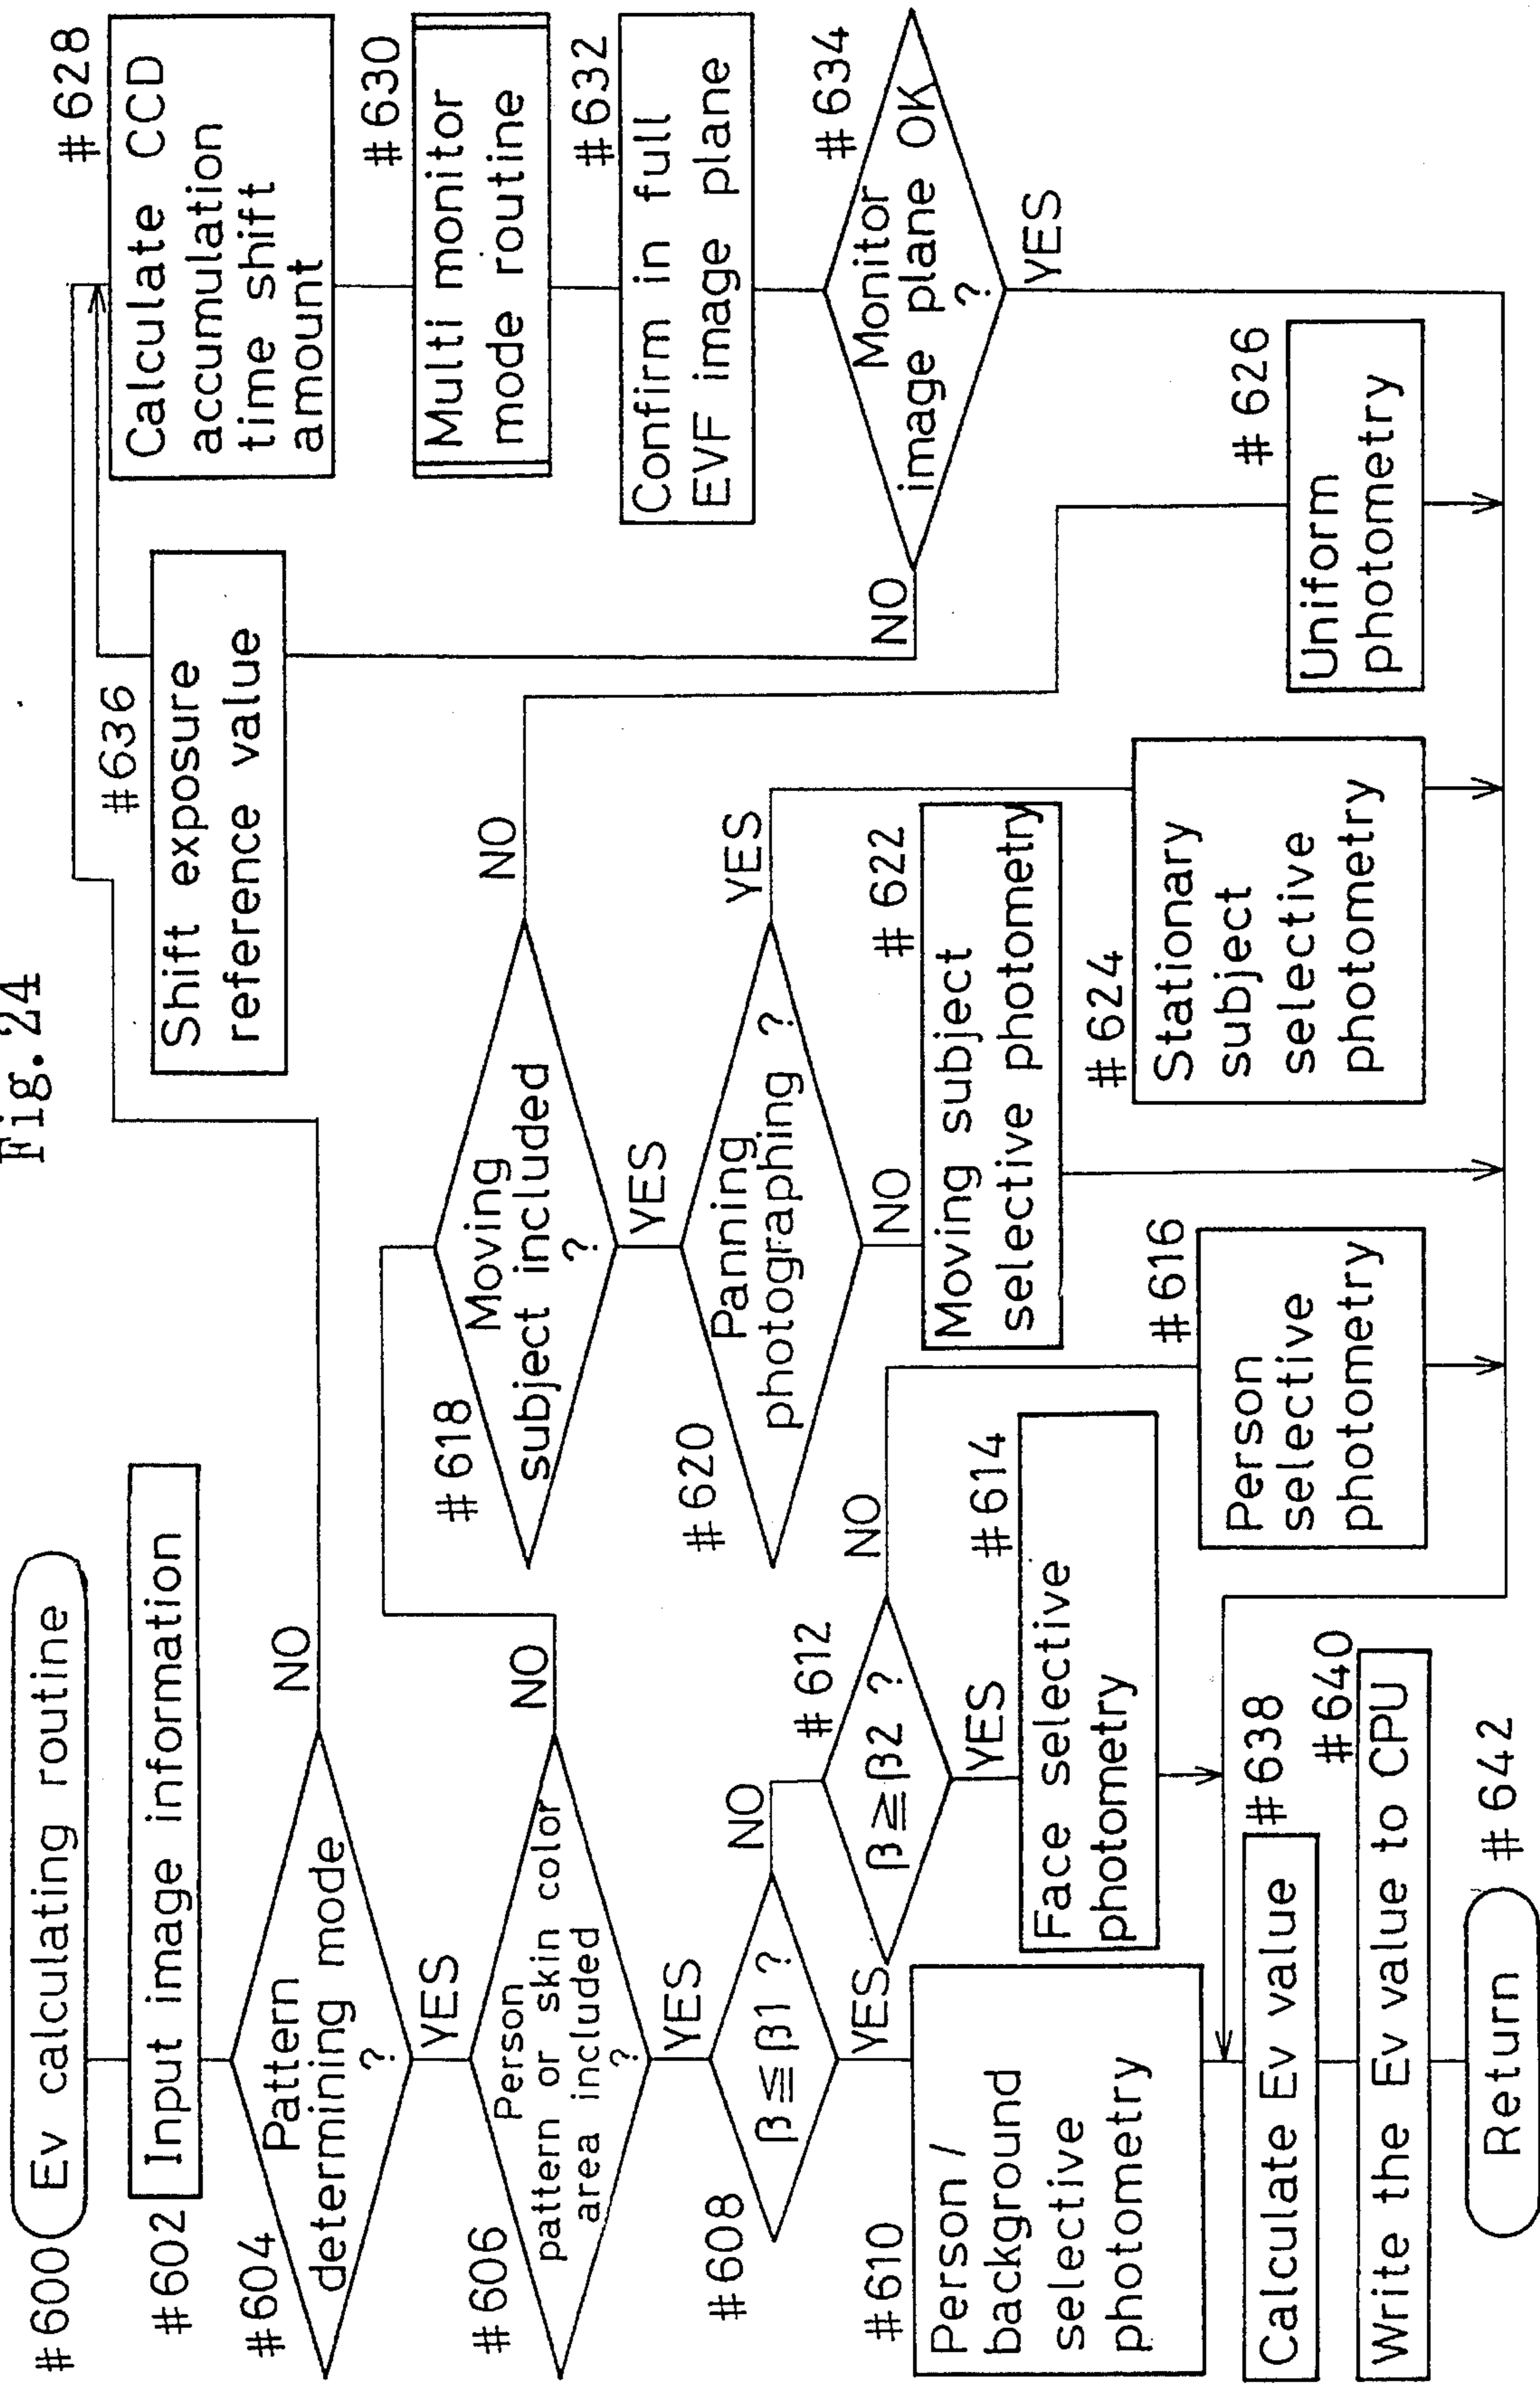 Fig. 24
#600
Ev calculating routine
#602
Input image information
#604
Pattern
determining mode
?
NO
YES
#606
Person
pattern or skin color
area included
?
NO
YES
#608
β≦β1 ?
NO
YES
#610
Person /
background
selective
photometry
#612
β≧β2 ?
NO
YES
#614
Face selective
photometry
#616
Person
selective
photometry
#618
Moving
subject included
?
NO
YES
#620
Panning
photographing ?
YES
NO
#622
Moving subject
selective photometry
#624
Stationary
subject
selective
photometry
#626
Uniform
photometry
#628
Calculate CCD
accumulation
time shift
amount
#630
Multi monitor
mode routine
#632
Confirm in full
EVF image plane
#634
Monitor
image plane OK
?
NO
YES
#636
Shift exposure
reference value
#638
Calculate Ev value
#640
Write the Ev value to CPU
#642
Return